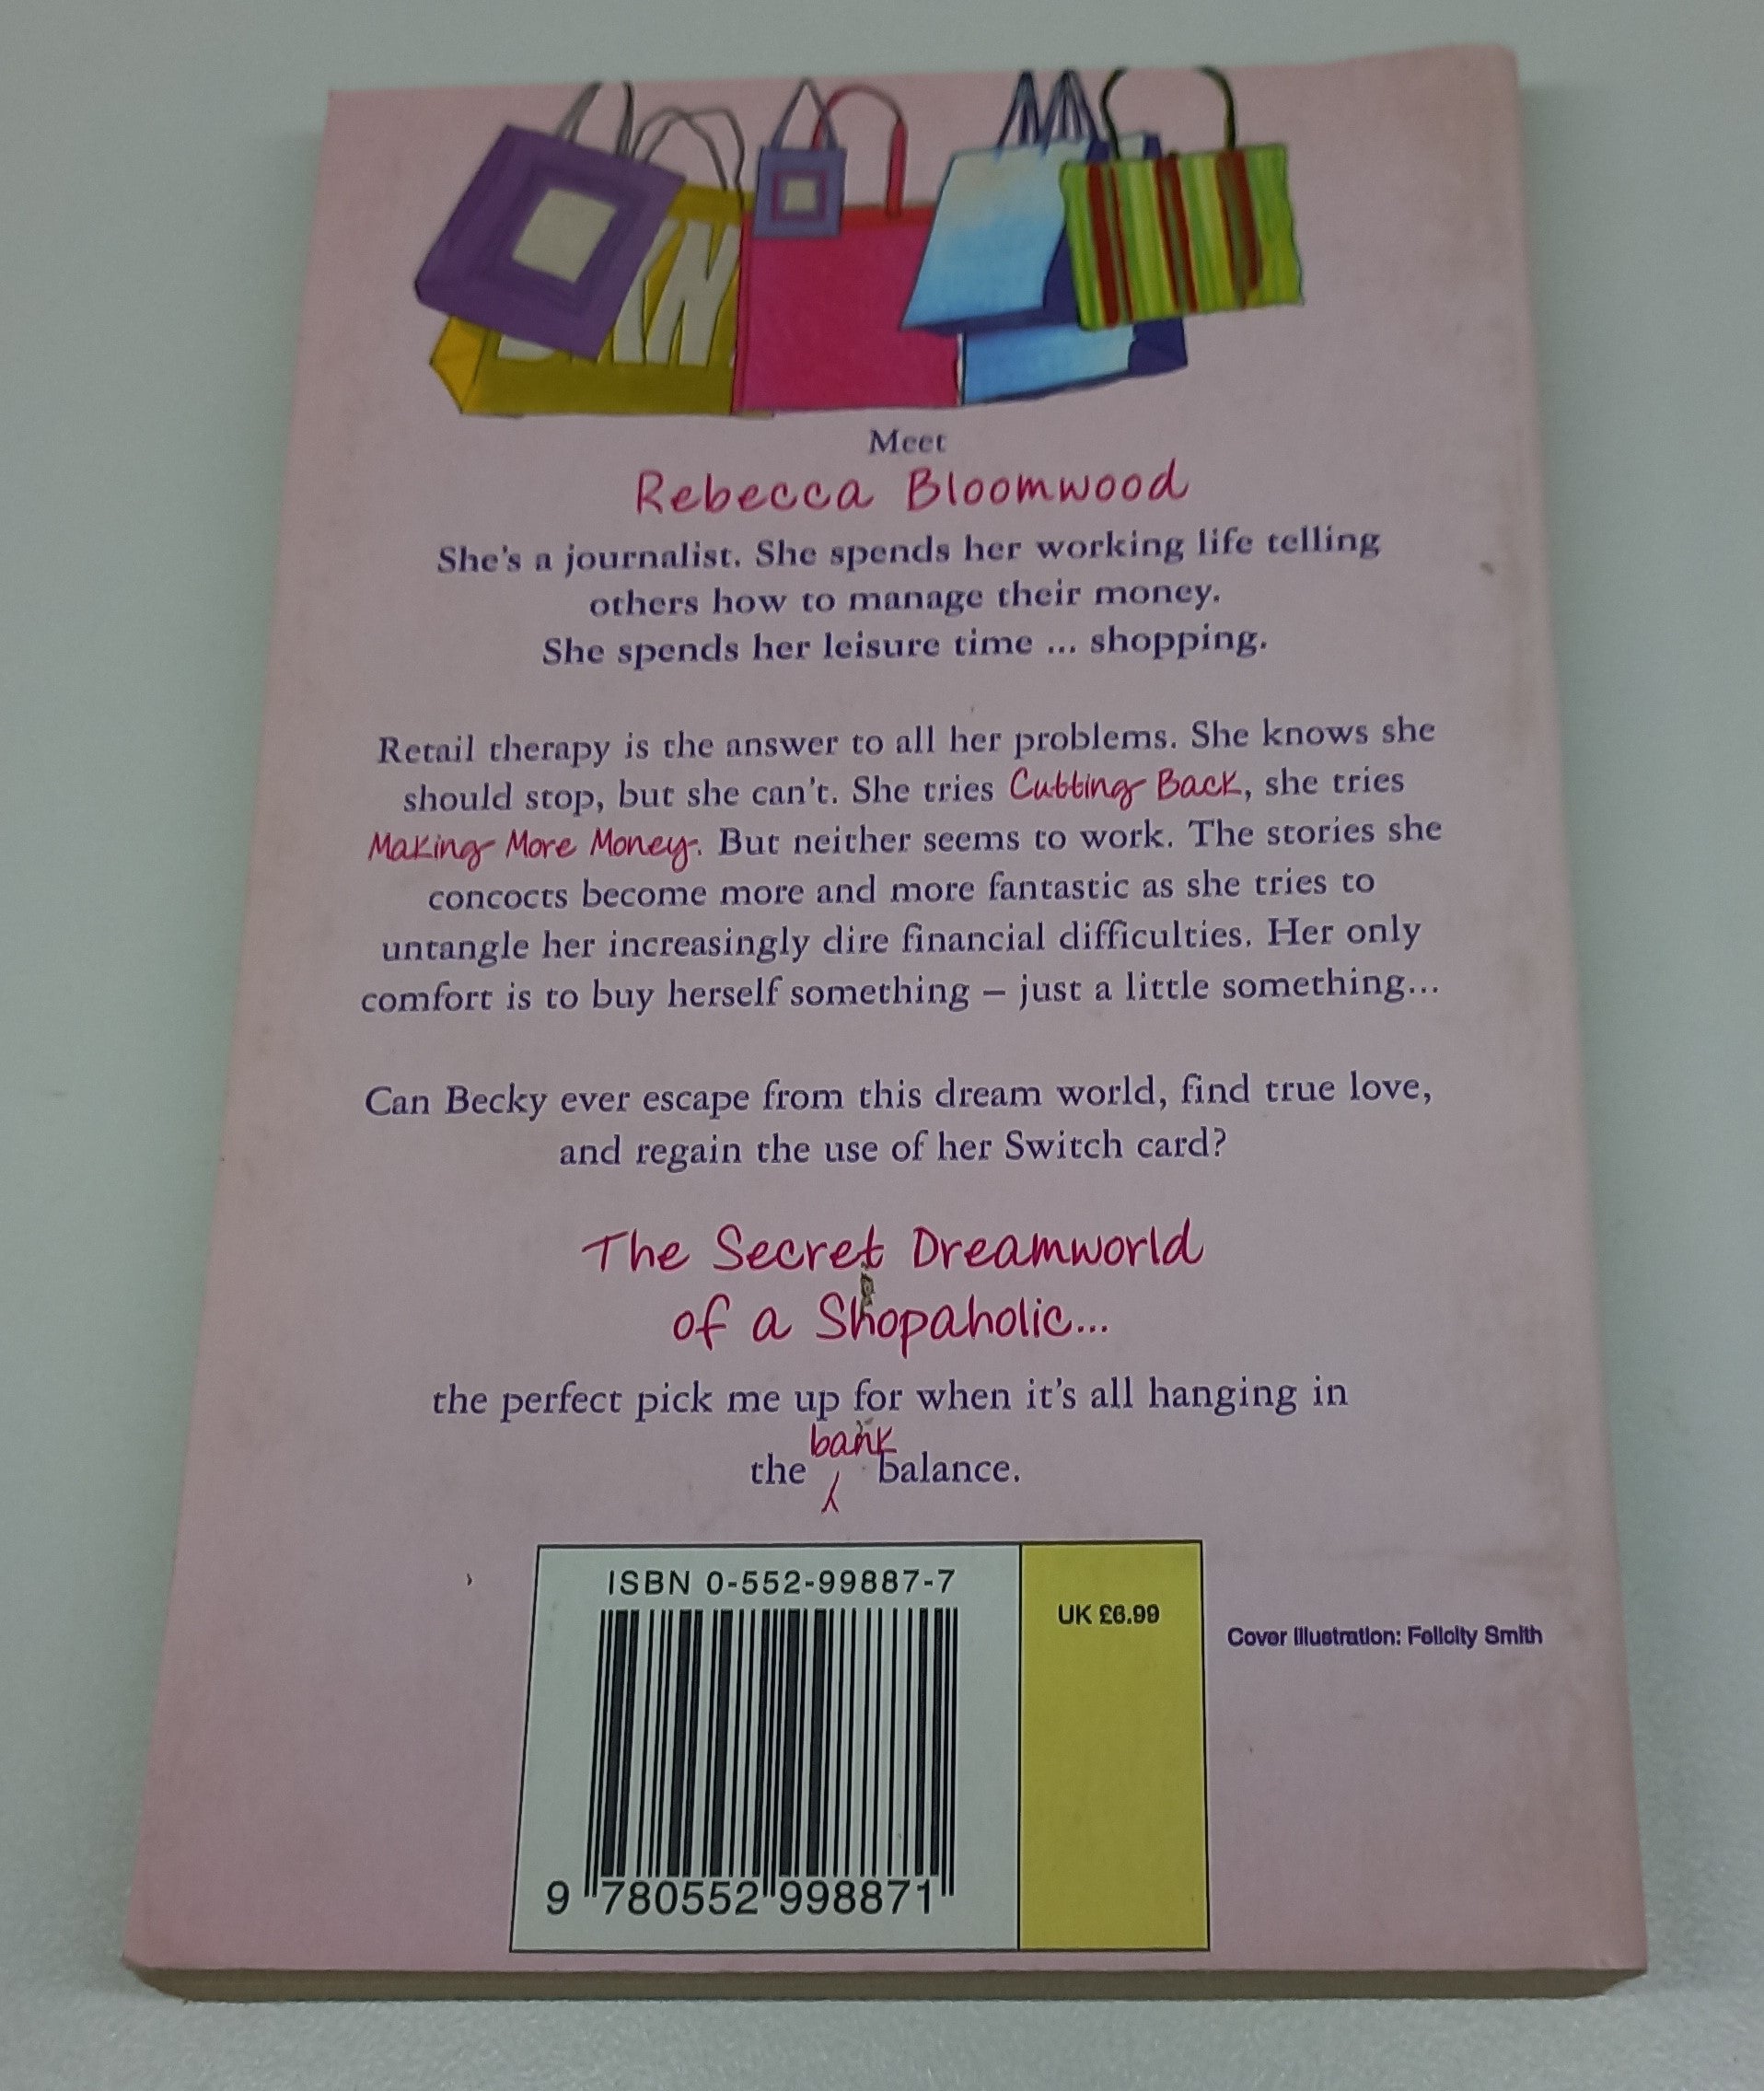 Meet
Rebecca Bloomwood
She's a journalist. She spends her working life telling
others how to manage their money.
She spends her leisure time ... shopping.
Retail therapy is the answer to all her problems. She knows she
should stop, but she can't. She tries Cutting Back, she tries
Making More Money. But neither seems to work. The stories she
concocts become more and more fantastic as she tries to
untangle her increasingly dire financial difficulties. Her only
comfort is to buy herself something – just a little something...
Can Becky ever escape from this dream world, find true love,
and regain the use of her Switch card?
The Secret Dreamworld
of a Shopaholic...
the perfect pick me up for when it's all hanging in
the bank balance.
ISBN 0-552-99887-7
UK £6.99
Cover Illustration: Felicity Smith
9 780552 998871